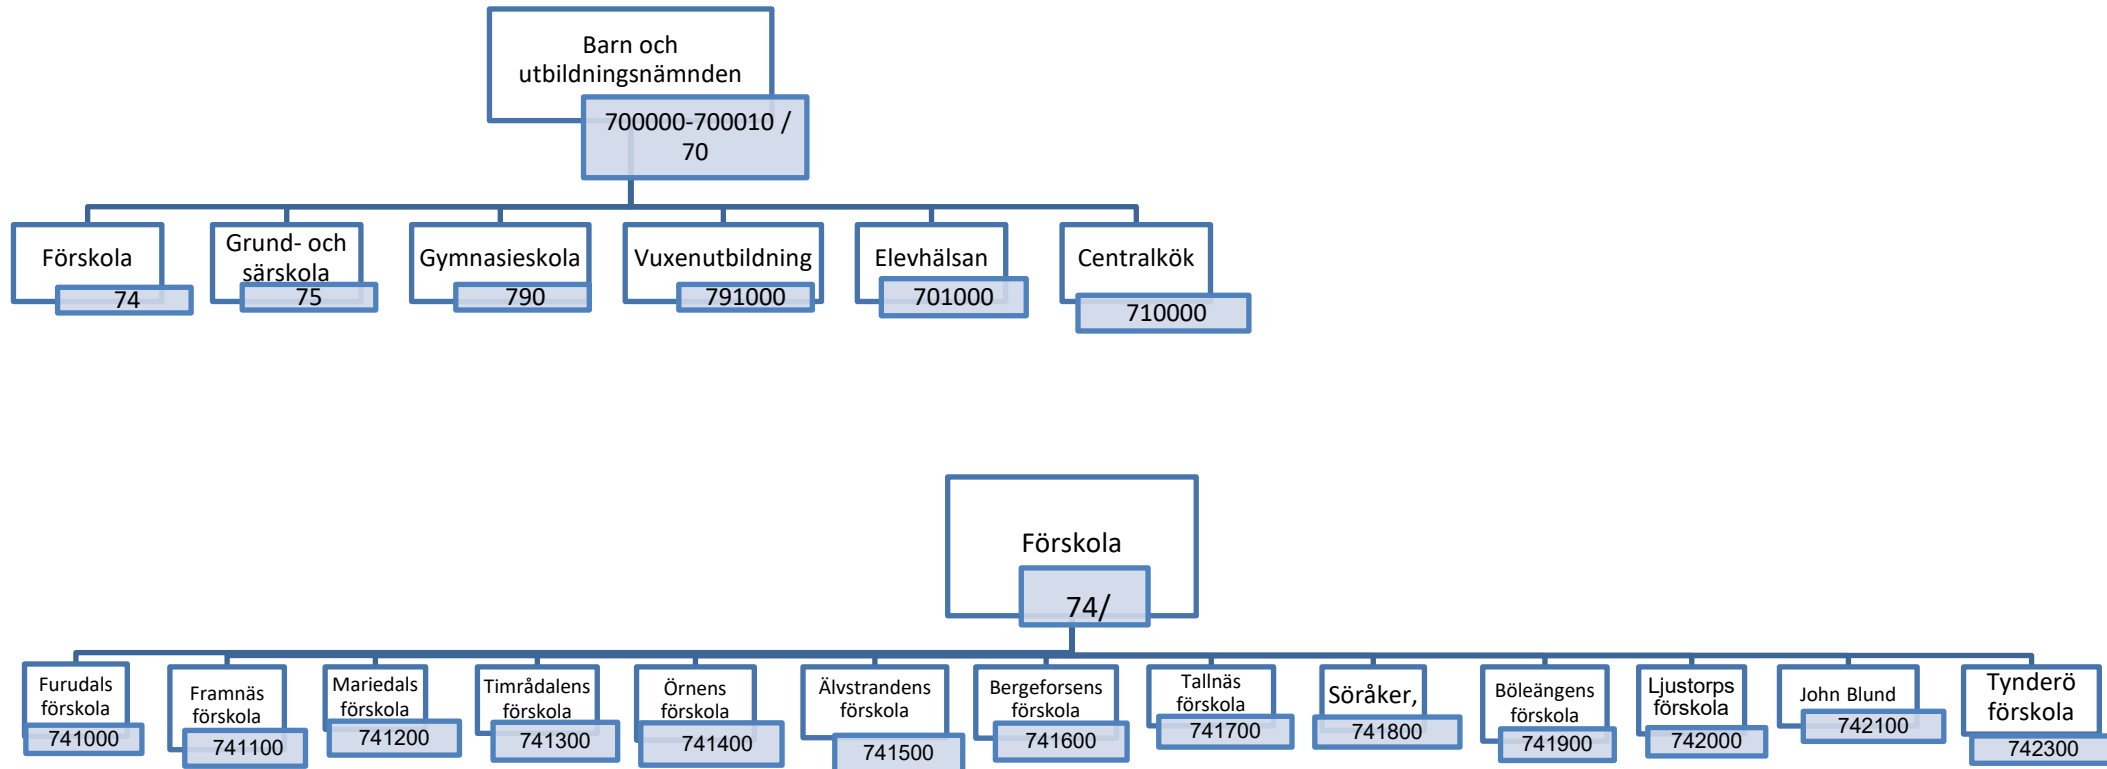 Barn och
utbildningsnämnden
700000-700010 /
70
Förskola
74
Grund- och
särskola
75
Gymnasieskola
790
Vuxenutbildning
791000
Elevhälsan
701000
Centralkök
710000
Förskola
74/
Furudals
förskola
741000
Framnäs
förskola
741100
Mariedals
förskola
741200
Timrådalens
förskola
741300
Örnens
förskola
741400
Älvstrandens
förskola
741500
Bergeforsens
förskola
741600
Tallnäs
förskola
741700
Söråker,
741800
Böleängens
förskola
741900
Ljustorps
förskola
742000
John Blund
742100
Tynderö
förskola
742300